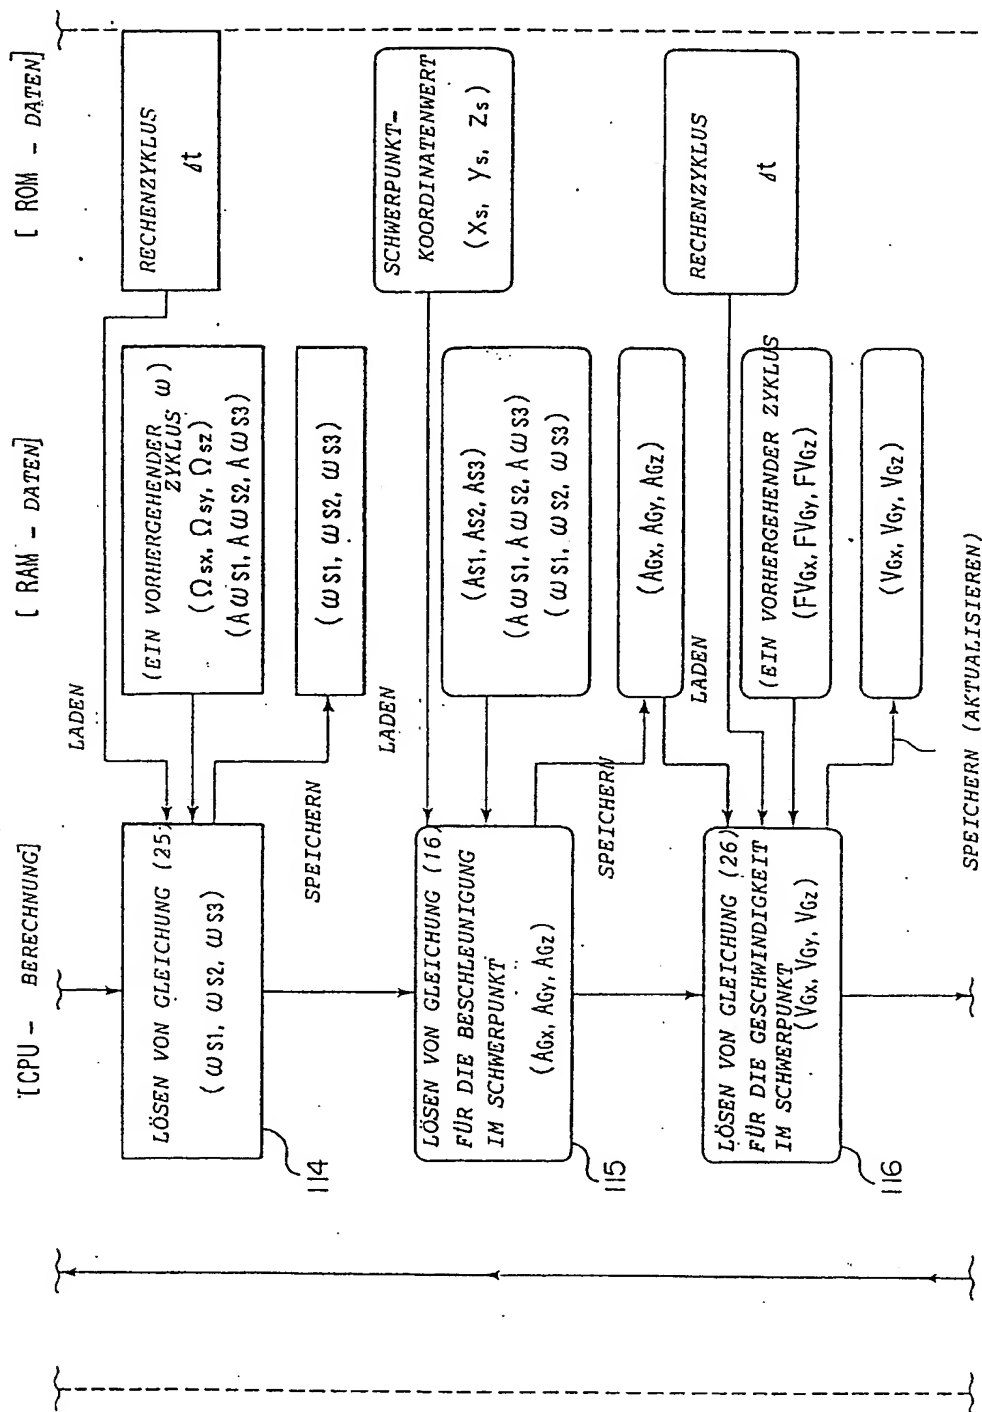 [CPU - BERECHNUNG]
[ RAM - DATEN]
[ ROM - DATEN]
LÖSEN VON GLEICHUNG (25)
(ωS1, ωS2, ωS3)
114
LADEN
(EIN VORHERGEHENDER
ZYKLUS ω)
(Ωsx, Ωsy, Ωsz)
(AωS1, AωS2, AωS3)
RECHENZYKLUS
Δt
SPEICHERN
(ωS1, ωS2, ωS3)
LÖSEN VON GLEICHUNG (16)
FÜR DIE BESCHLEUNIGUNG
IM SCHWERPUNKT
(AGx, AGy, AGz)
115
LADEN
(AS1, AS2, AS3)
(AωS1, AωS2, AωS3)
(ωS1, ωS2, ωS3)
SCHWERPUNKT-
KOORDINATENWERT
(Xs, Ys, Zs)
SPEICHERN
(AGx, AGy, AGz)
LÖSEN VON GLEICHUNG (26)
FÜR DIE GESCHWINDIGKEIT
IM SCHWERPUNKT
(VGx, VGy, VGz)
116
LADEN
(EIN VORHERGEHENDER ZYKLUS
(FVGx, FVGy, FVGz)
RECHENZYKLUS
Δt
(VGx, VGy, VGz)
SPEICHERN (AKTUALISIEREN)